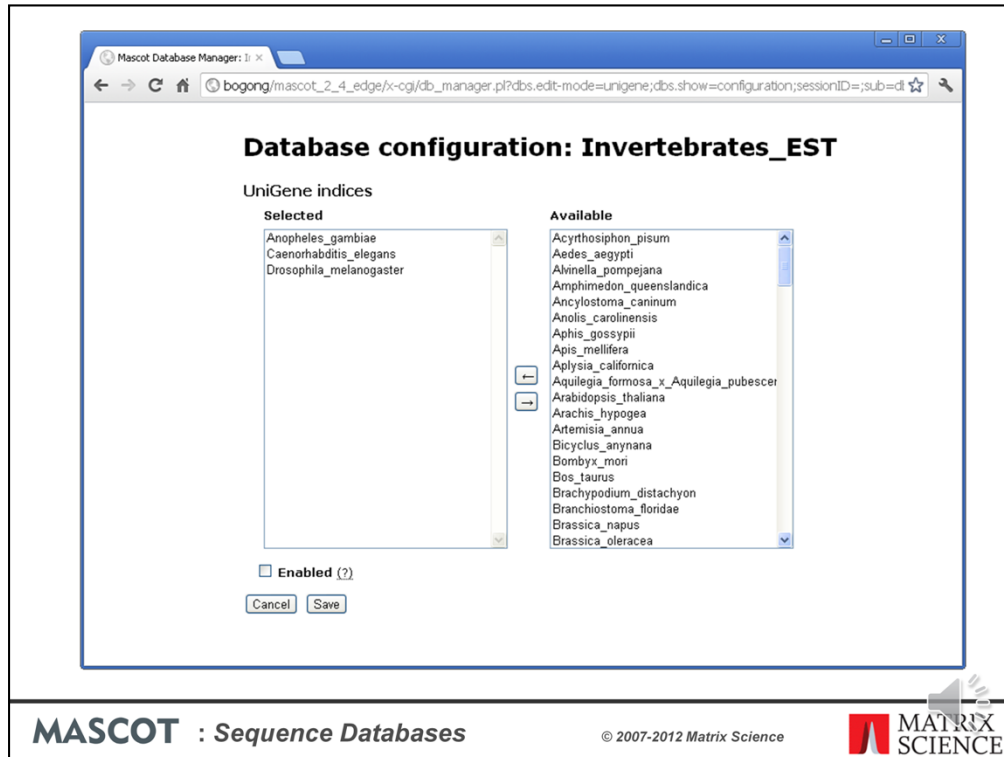 Mascot Database Manager: I
bogong/mascot_2_4_edge/x-cgi/db_manager.pl?dbs.edit-mode=unigene;dbs.show=configuration;sessionID=;sub=d
Database configuration: Invertebrates_EST
UniGene indices
Selected
Anopheles_gambiae
Caenorhabditis_elegans
Drosophila_melanogaster
Available
Acyrthosiphon_pisum
Aedes_aegypti
Alvinella_pompejana
Amphimedon_queenslandica
Ancylostoma_caninum
Anolis_carolinensis
Aphis_gossypii
Apis_mellifera
Aplysia_californica
Aquilegia_formosa_x_Aquilegia_pubescer
Arabidopsis_thaliana
Arachis_hypogea
Artemisia_annua
Bicyclus_anynana
Bombyx_mori
Bos_taurus
Brachypodium_distachyon
Branchiostoma_floridae
Brassica_napus
Brassica_oleracea
← 
→
Enabled (?)
Cancel Save
MASCOT : Sequence Databases
© 2007-2012 Matrix Science
MATRIX
SCIENCE